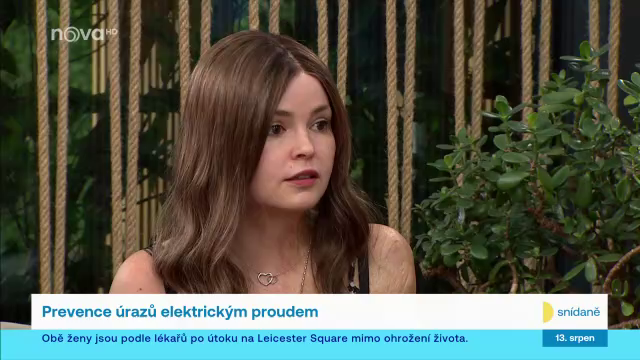 nova HD
Prevence úrazů elektrickým proudem
snídaně
Obě ženy jsou podle lékařů po útoku na Leicester Square mimo ohrožení života.
13. srpen